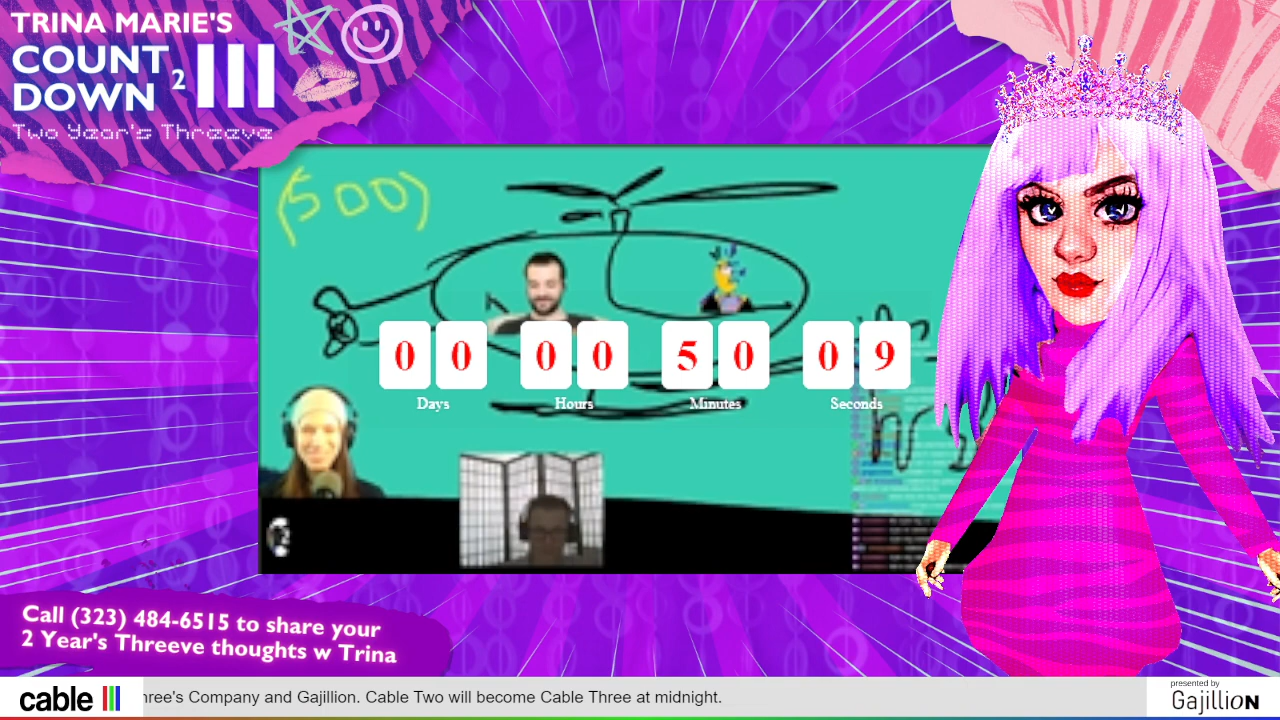 TRINA MARIE'S
COUNT
DOWN 2 III
Two Year's Threeve
(500)
0 0 0 0 5 0 0 9
Days Hours Minutes Seconds
Call (323) 484-6515 to share your
2 Year's Threeve thoughts w Trina
cable
hree's Company and Gajillion. Cable Two will become Cable Three at midnight.
presented by
GajilliON